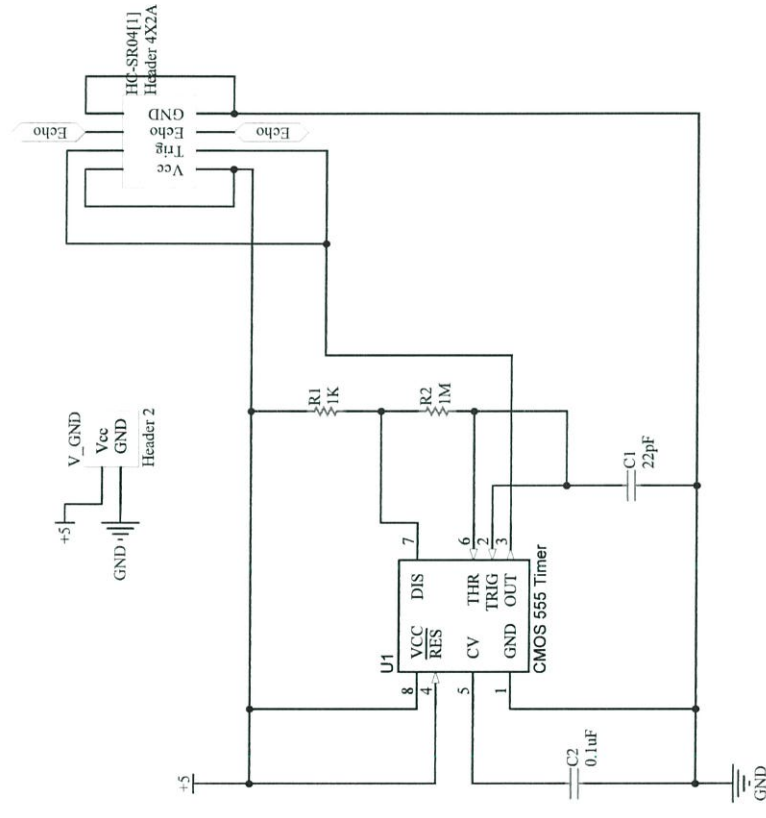 HC-SR04[1]
Header 4X2A
GND
Echo
Echo
Echo
Trig
Vcc
V_GND
Vcc
GND
Header 2
+5
GND
R1
1K
R2
1M
C1
22pF
U1
VCC
RES
CV
GND
DIS
THR
TRIG
OUT
8
4
5
1
7
6
2
3
CMOS 555 Timer
+5
C2
0.1uF
GND